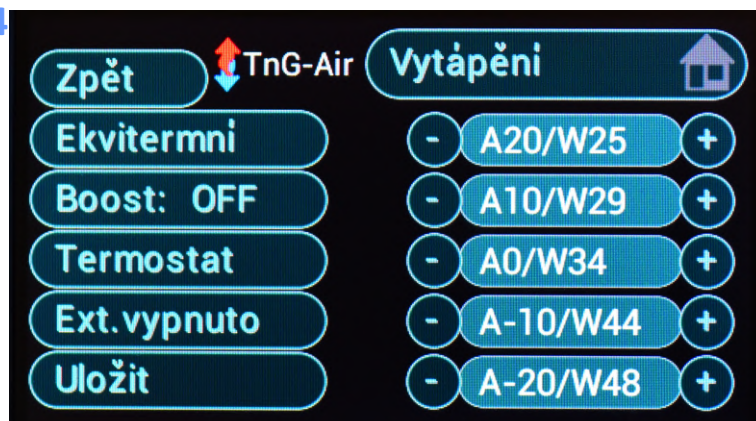 4
Zpět TnG-Air Vytápění
Ekvitermní - A20/W25 +
Boost: OFF - A10/W29 +
Termostat - A0/W34 +
Ext.vypnuto - A-10/W44 +
Uložit - A-20/W48 +